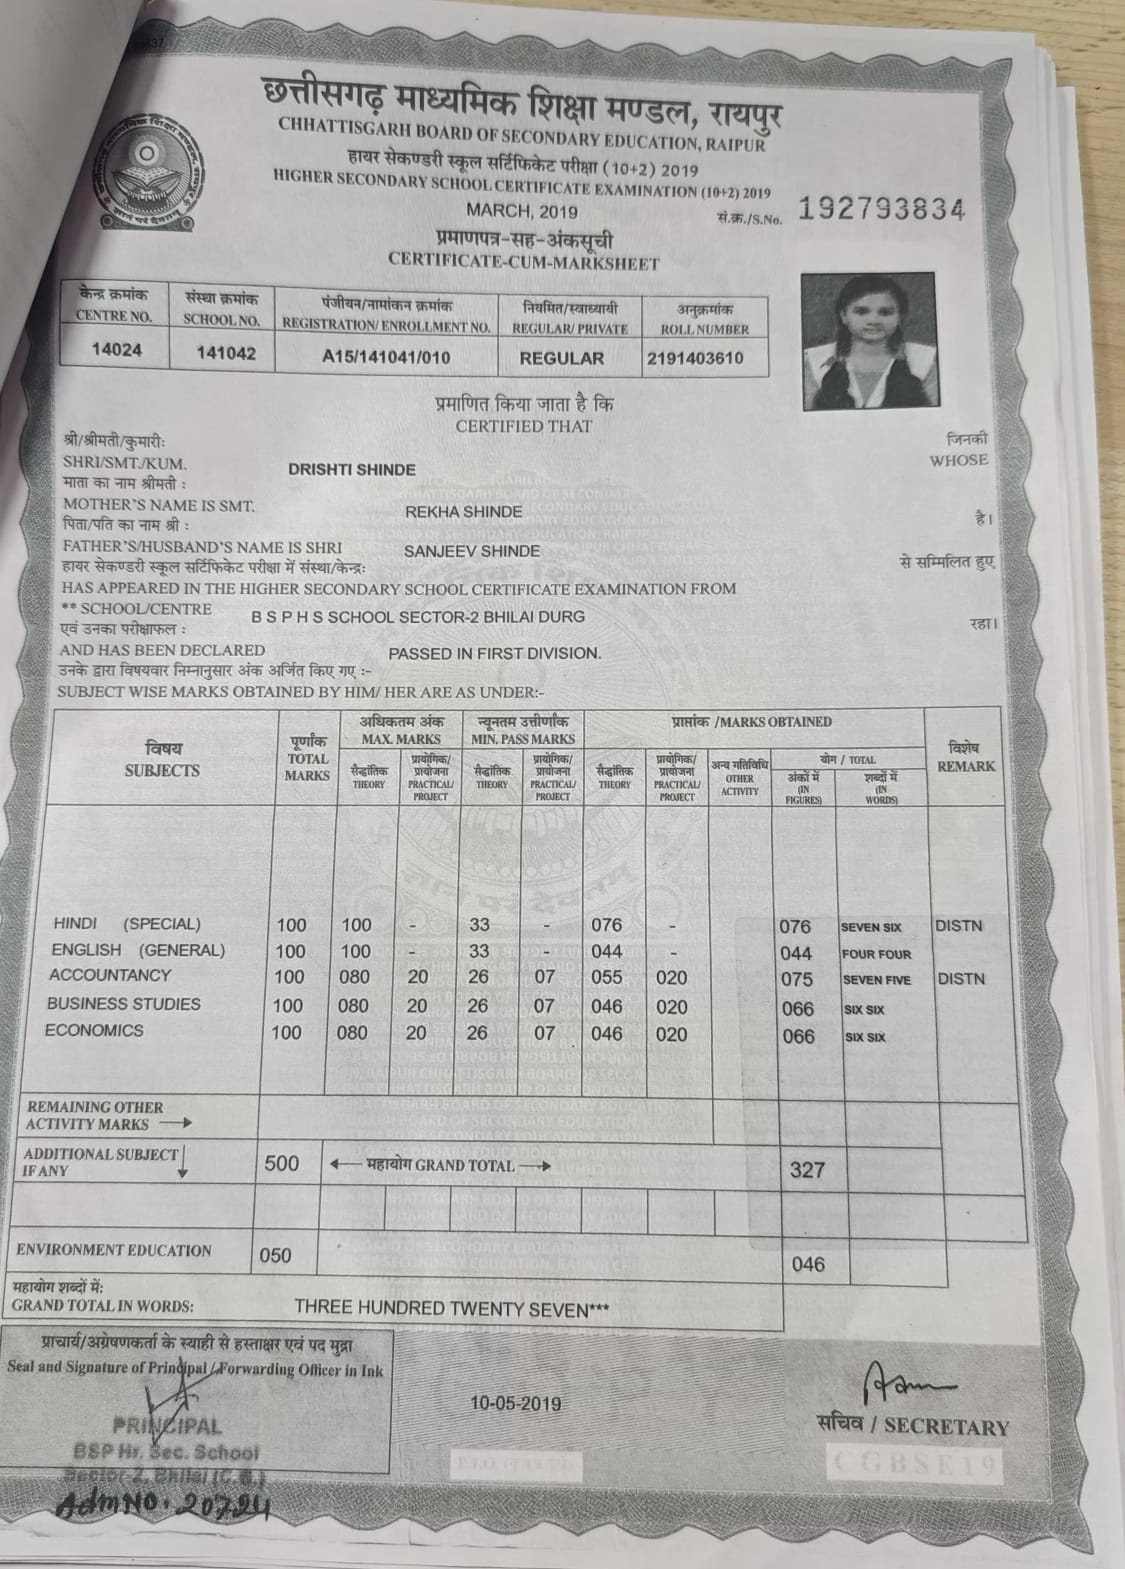 छत्तीसगढ़ माध्यमिक शिक्षा मण्डल, रायपुर
CHHATTISGARH BOARD OF SECONDARY EDUCATION, RAIPUR
हायर सेकण्डरी स्कूल सर्टिफिकेट परीक्षा (10+2) 2019
HIGHER SECONDARY SCHOOL CERTIFICATE EXAMINATION (10+2) 2019
MARCH, 2019
सं.क्र./S.No. 192793834
प्रमाणपत्र-सह-अंकसूची
CERTIFICATE-CUM-MARKSHEET
केन्द्र क्रमांक संस्था क्रमांक पंजीयन/नामांकन क्रमांक नियमित/स्वाध्यायी अनुक्रमांक
CENTRE NO. SCHOOL NO. REGISTRATION/ ENROLLMENT NO. REGULAR/ PRIVATE ROLL NUMBER
14024 141042 A15/141041/010 REGULAR 2191403610
प्रमाणित किया जाता है कि
CERTIFIED THAT
श्री/श्रीमती/कुमारी: जिनकी
SHRI/SMT./KUM. DRISHTI SHINDE WHOSE
माता का नाम श्रीमती :
MOTHER'S NAME IS SMT. REKHA SHINDE
पिता/पति का नाम श्री : है।
FATHER'S/HUSBAND'S NAME IS SHRI SANJEEV SHINDE
हायर सेकण्डरी स्कूल सर्टिफिकेट परीक्षा में संस्था/केन्द्र: से सम्मिलित हुए
HAS APPEARED IN THE HIGHER SECONDARY SCHOOL CERTIFICATE EXAMINATION FROM
** SCHOOL/CENTRE B S P H S SCHOOL SECTOR-2 BHILAI DURG
एवं उनका परीक्षाफल : रहा।
AND HAS BEEN DECLARED PASSED IN FIRST DIVISION.
उनके द्वारा विषयवार निम्नानुसार अंक अर्जित किए गए :-
SUBJECT WISE MARKS OBTAINED BY HIM/ HER ARE AS UNDER:-
विषय पूर्णांक अधिकतम अंक न्यूनतम उत्तीर्णांक प्राप्तांक /MARKS OBTAINED विशेष
SUBJECTS TOTAL MARKS MAX. MARKS MIN. PASS MARKS REMARK
सैद्धांतिक प्रायोगिक/ प्रायोजना सैद्धांतिक प्रायोगिक/ प्रायोजना सैद्धांतिक प्रायोगिक/ प्रायोजना अन्य गतिविधि योग / TOTAL
THEORY PRACTICAL/ PROJECT THEORY PRACTICAL/ PROJECT THEORY PRACTICAL/ PROJECT OTHER ACTIVITY अंकों में (IN FIGURES) शब्दों में (IN WORDS)
HINDI (SPECIAL) 100 100 - 33 - 076 - 076 SEVEN SIX DISTN
ENGLISH (GENERAL) 100 100 - 33 - 044 - 044 FOUR FOUR
ACCOUNTANCY 100 080 20 26 07 055 020 075 SEVEN FIVE DISTN
BUSINESS STUDIES 100 080 20 26 07 046 020 066 SIX SIX
ECONOMICS 100 080 20 26 07 046 020 066 SIX SIX
REMAINING OTHER
ACTIVITY MARKS →
ADDITIONAL SUBJECT
IF ANY ↓ 500 ← महायोग GRAND TOTAL → 327
ENVIRONMENT EDUCATION 050 046
महायोग शब्दों में:
GRAND TOTAL IN WORDS: THREE HUNDRED TWENTY SEVEN***
प्राचार्य/अग्रेषणकर्ता के स्याही से हस्ताक्षर एवं पद मुद्रा
Seal and Signature of Principal / Forwarding Officer in Ink
PRINCIPAL
BSP Hr. Sec. School
Sector-2, Bhilai (C.G.)
Adm No. 20724
10-05-2019
सचिव / SECRETARY
CGBSE19